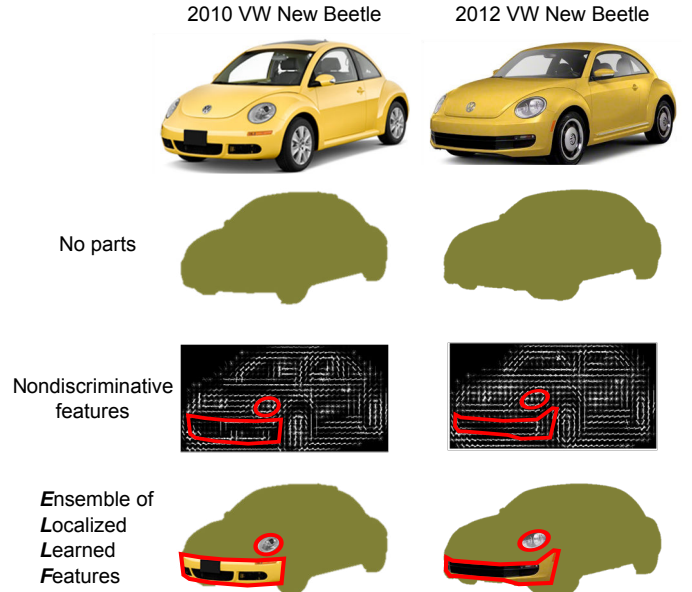 2010 VW New Beetle
2012 VW New Beetle
No parts
Nondiscriminative
features
Ensemble of
Localized
Learned
Features